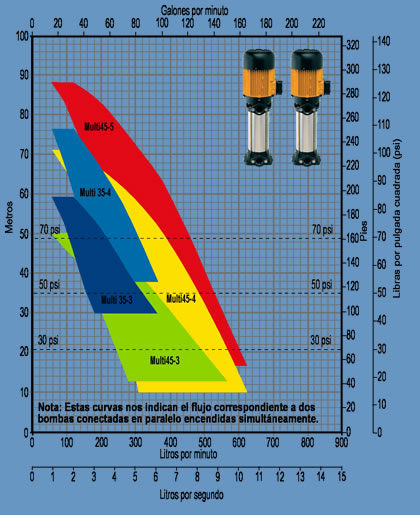 Galones por minuto
0 20 40 60 80 100 120 140 160 180 200 220
100
90
80
70
60
50
40
30
20
10
0
Metros
Multi45-5
Multi 35-4
Multi 35-3
Multi45-4
Multi45-3
70 psi
70 psi
50 psi
50 psi
30 psi
30 psi
320
300
280
260
240
220
200
180
160
140
120
100
80
60
40
20
0
Pies
140
130
120
110
100
90
80
70
60
50
40
30
20
10
0
Libras por pulgada cuadrada (psi)
Nota: Estas curvas nos indican el flujo correspondiente a dos
bombas conectadas en paralelo encendidas simultáneamente.
0 100 200 300 400 500 600 700 800 900
Litros por minuto
0 1 2 3 4 5 6 7 8 9 10 11 12 13 14 15
Litros por segundo